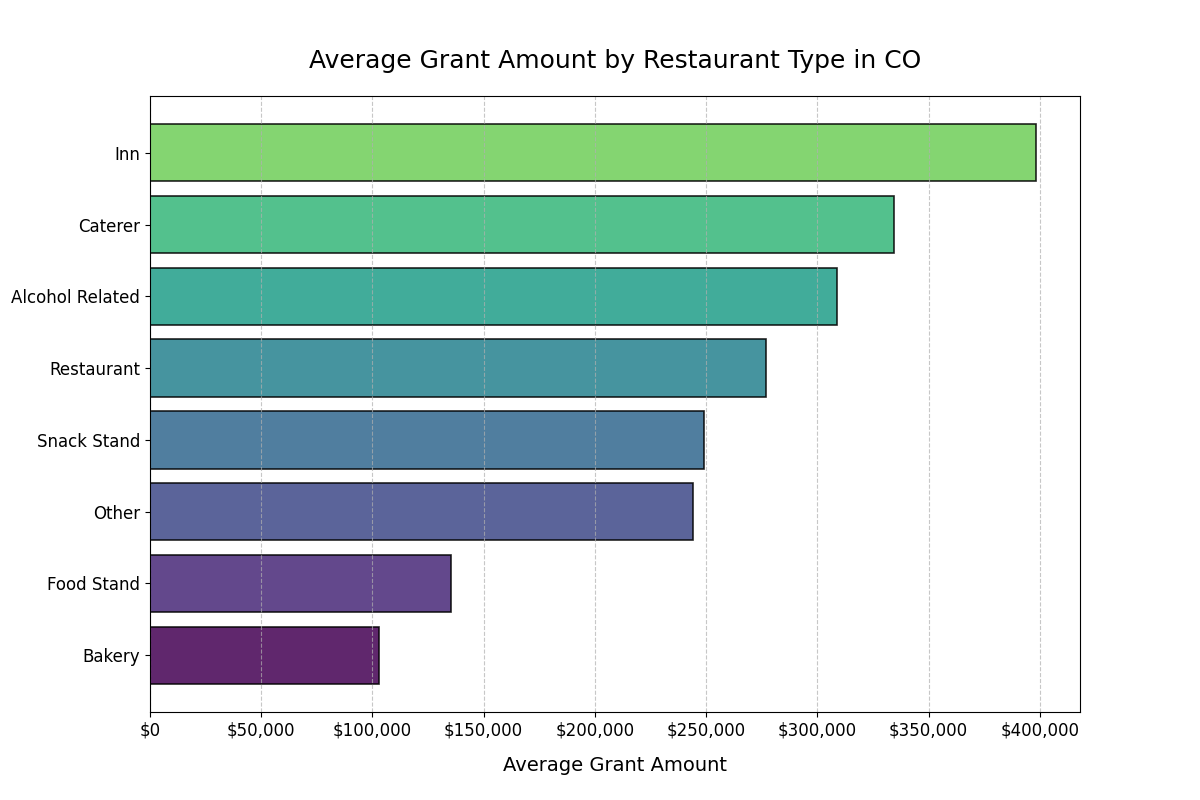 Average Grant Amount by Restaurant Type in CO
Inn
Caterer
Alcohol Related
Restaurant
Snack Stand
Other
Food Stand
Bakery
$0 $50,000 $100,000 $150,000 $200,000 $250,000 $300,000 $350,000 $400,000
Average Grant Amount